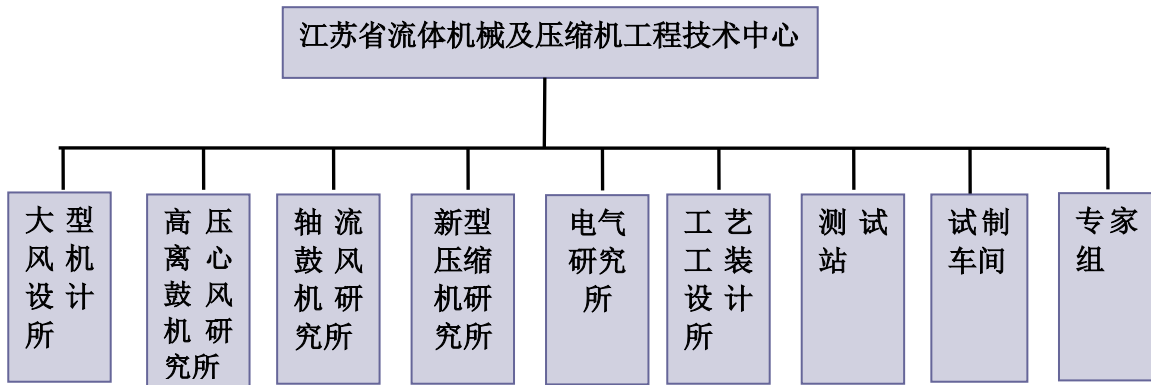 江苏省流体机械及压缩机工程技术中心
大型
风机
设计
所
高压
离心
鼓风
机研
究所
轴流
鼓风
机研
究所
新型
压缩
机研
究所
电气
研究
所
工艺
工装
设计
所
测试
站
试制
车间
专家
组